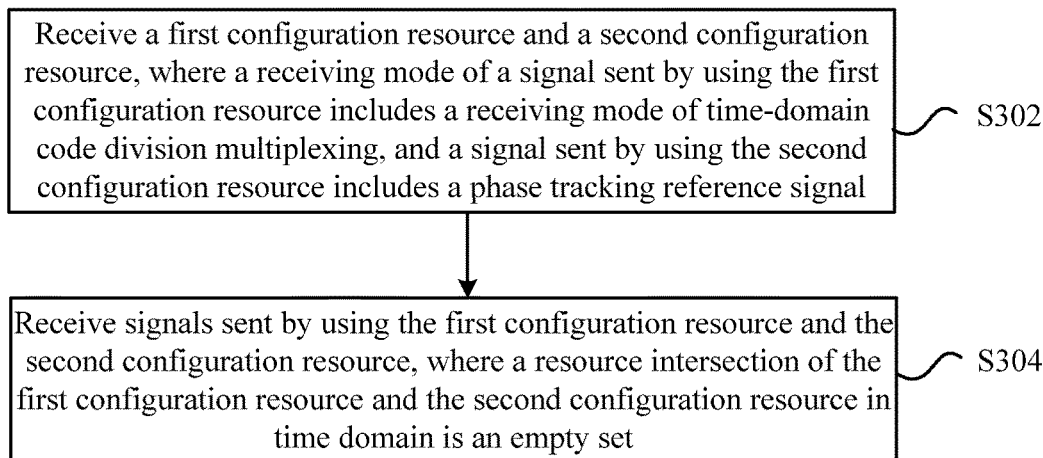 Receive a first configuration resource and a second configuration
resource, where a receiving mode of a signal sent by using the first
configuration resource includes a receiving mode of time-domain
code division multiplexing, and a signal sent by using the second
configuration resource includes a phase tracking reference signal
S302
Receive signals sent by using the first configuration resource and the
second configuration resource, where a resource intersection of the
first configuration resource and the second configuration resource in
time domain is an empty set
S304